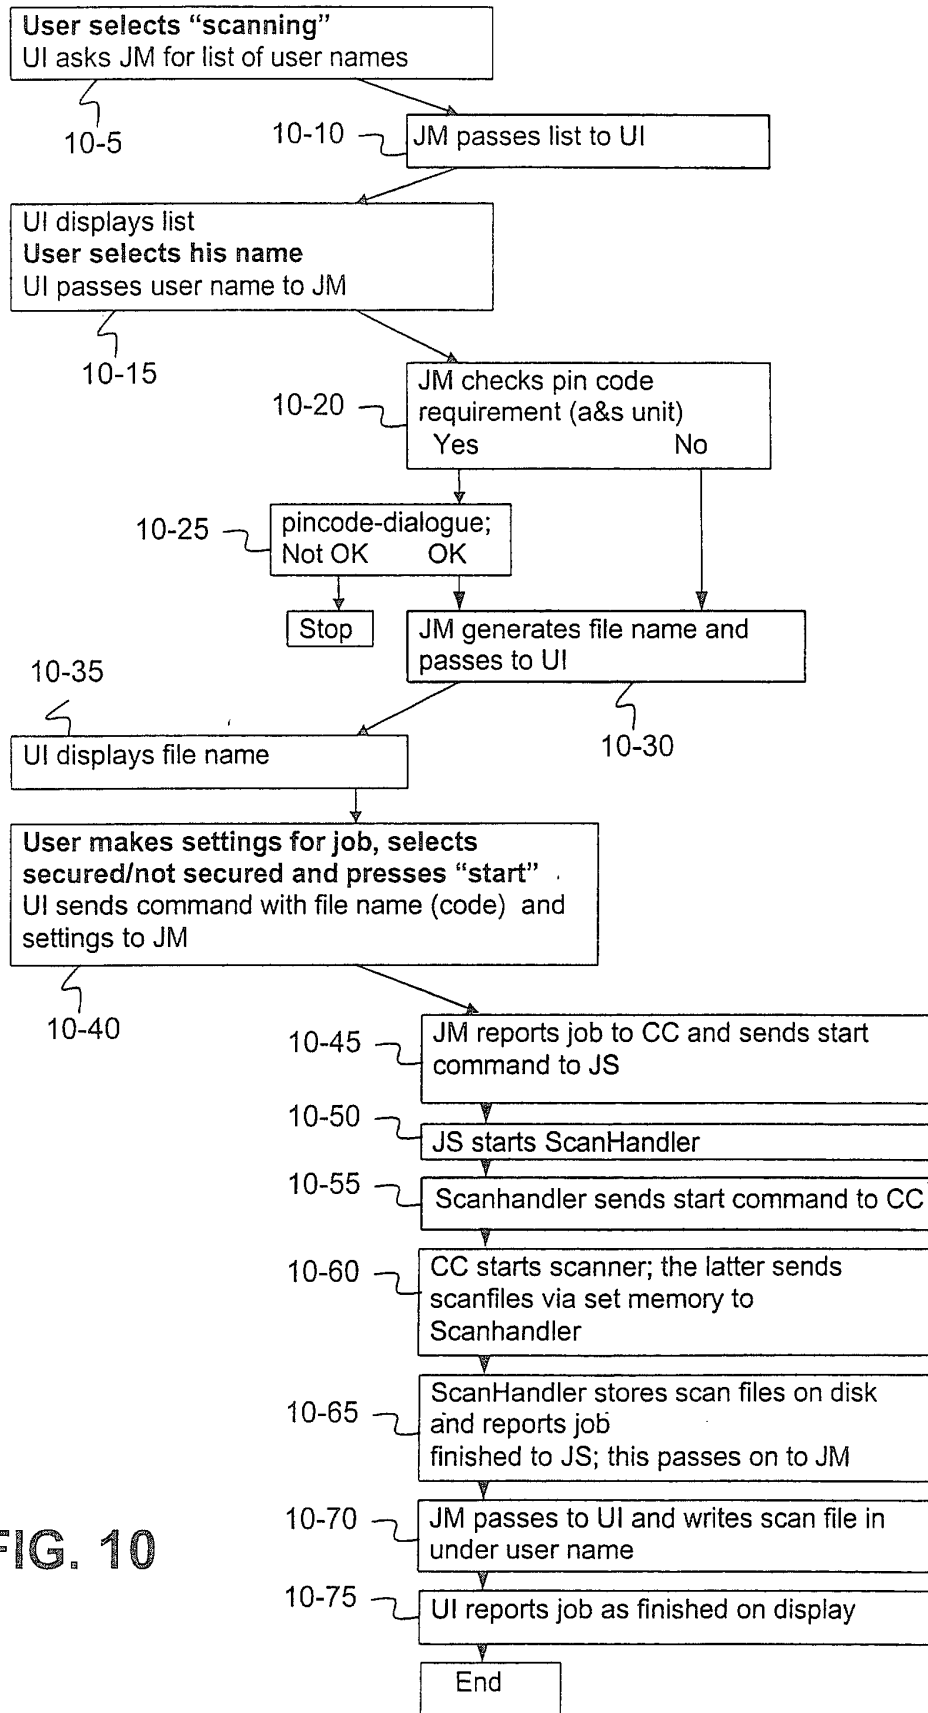 User selects “scanning”
UI asks JM for list of user names
10-5
10-10
JM passes list to UI
UI displays list
User selects his name
UI passes user name to JM
10-15
10-20
JM checks pin code
requirement (a&s unit)
Yes No
10-25
pincode-dialogue;
Not OK OK
Stop
JM generates file name and
passes to UI
10-30
10-35
UI displays file name
User makes settings for job, selects
secured/not secured and presses “start”
UI sends command with file name (code) and
settings to JM
10-40
10-45
JM reports job to CC and sends start
command to JS
10-50
JS starts ScanHandler
10-55
Scanhandler sends start command to CC
10-60
CC starts scanner; the latter sends
scanfiles via set memory to
Scanhandler
10-65
ScanHandler stores scan files on disk
and reports job
finished to JS; this passes on to JM
10-70
JM passes to UI and writes scan file in
under user name
10-75
UI reports job as finished on display
End
FIG. 10